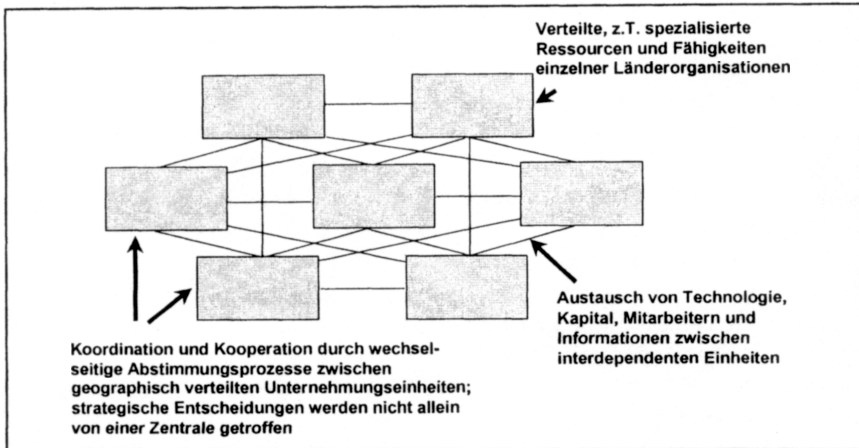 Verteilte, z.T. spezialisierte
Ressourcen und Fähigkeiten
einzelner Länderorganisationen
Austausch von Technologie,
Kapital, Mitarbeitern und
Informationen zwischen
interdependenten Einheiten
Koordination und Kooperation durch wechsel-
seitige Abstimmungsprozesse zwischen
geographisch verteilten Unternehmungseinheiten;
strategische Entscheidungen werden nicht allein
von einer Zentrale getroffen